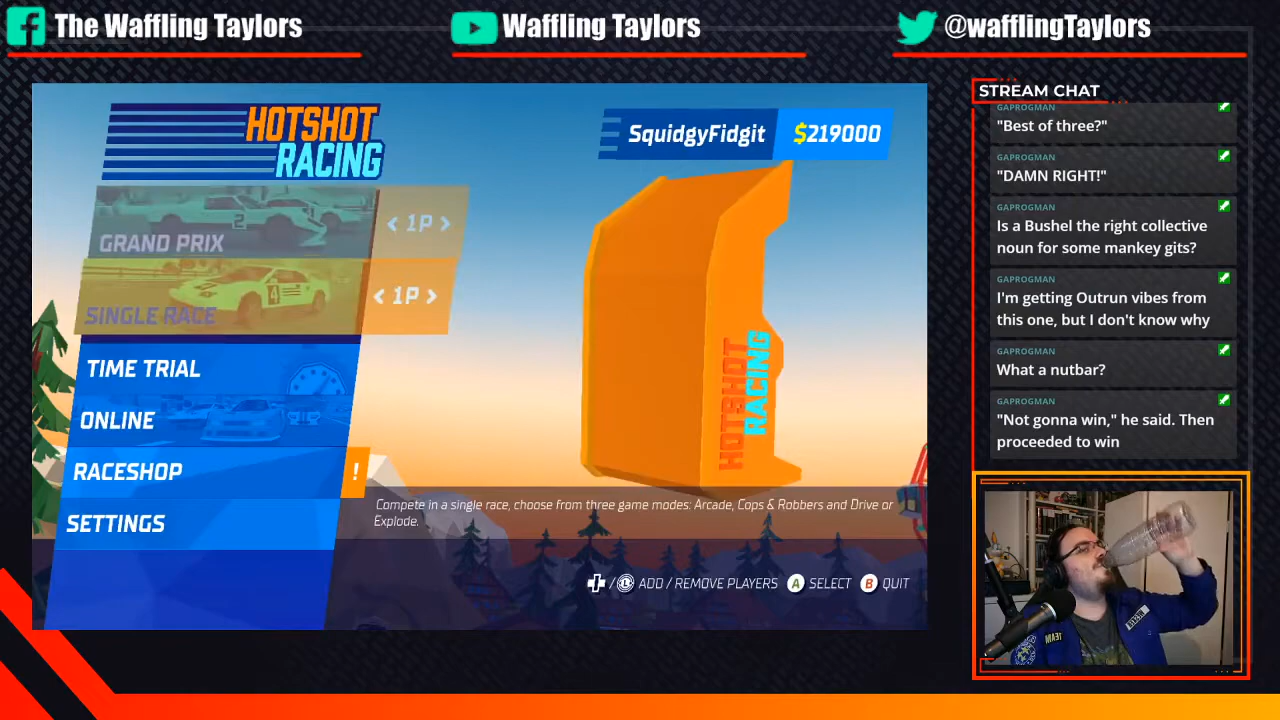 The Waffling Taylors
Waffling Taylors
@wafflingTaylors
HOTSHOT
RACING
SquidgyFidgit
$219000
GRAND PRIX
< 1P >
SINGLE RACE
< 1P >
TIME TRIAL
ONLINE
RACESHOP
!
SETTINGS
HOTSHOT
RACING
Compete in a single race, choose from three game modes: Arcade, Cops & Robbers and Drive or
Explode.
/ L ADD / REMOVE PLAYERS A SELECT B QUIT
STREAM CHAT
GAPROGMAN
"Best of three?"
GAPROGMAN
"DAMN RIGHT!"
GAPROGMAN
Is a Bushel the right collective
noun for some mankey gits?
GAPROGMAN
I'm getting Outrun vibes from
this one, but I don't know why
GAPROGMAN
What a nutbar?
GAPROGMAN
"Not gonna win," he said. Then
proceeded to win